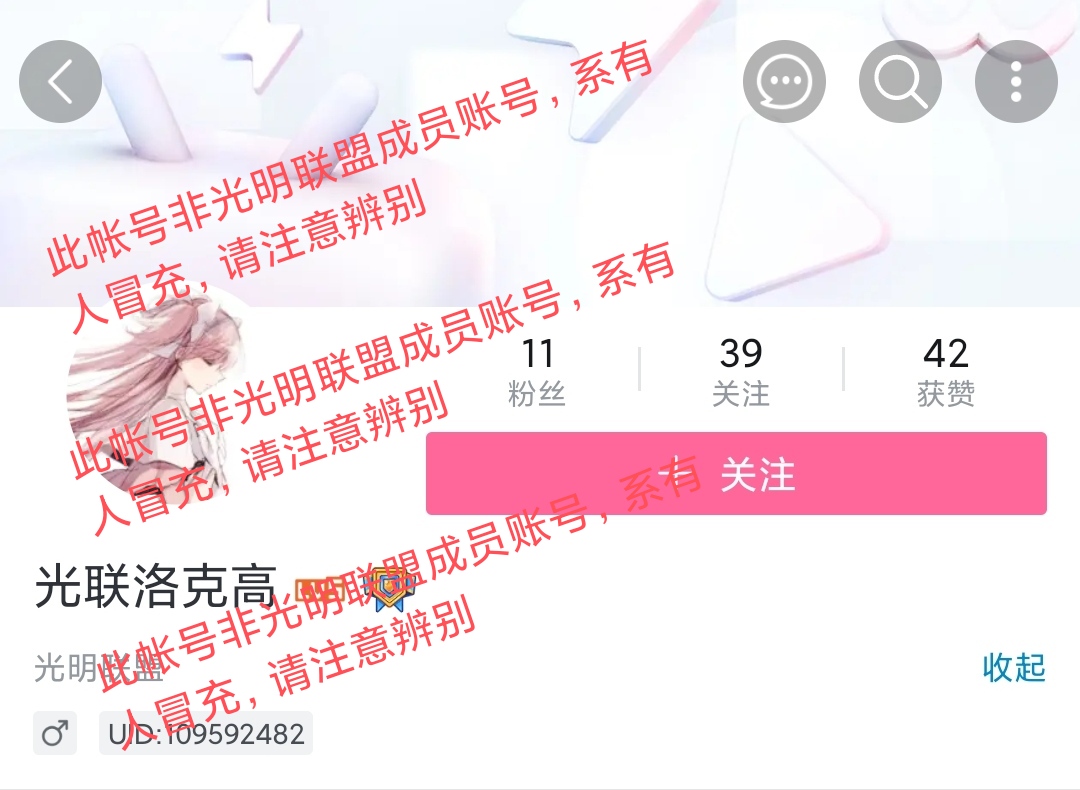 此帐号非光明联盟成员账号，系有
人冒充，请注意辨别
此帐号非光明联盟成员账号，系有
人冒充，请注意辨别
11
39
42
粉丝
关注
获赞
+ 关注
光联洛克高
此帐号非光明联盟成员账号，系有
人冒充，请注意辨别
光明联盟
收起
UID:109592482